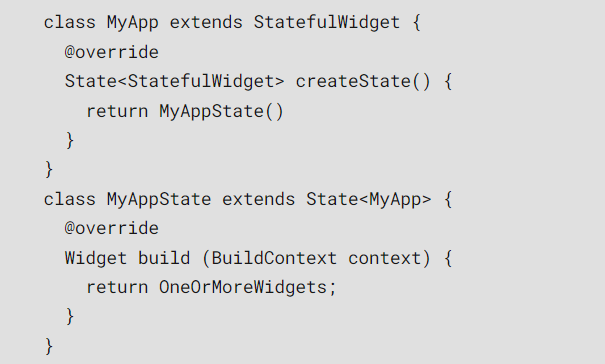 class MyApp extends StatefulWidget {
  @override
  State<StatefulWidget> createState() {
    return MyAppState()
  }
}
class MyAppState extends State<MyApp> {
  @override
  Widget build (BuildContext context) {
    return OneOrMoreWidgets;
  }
}